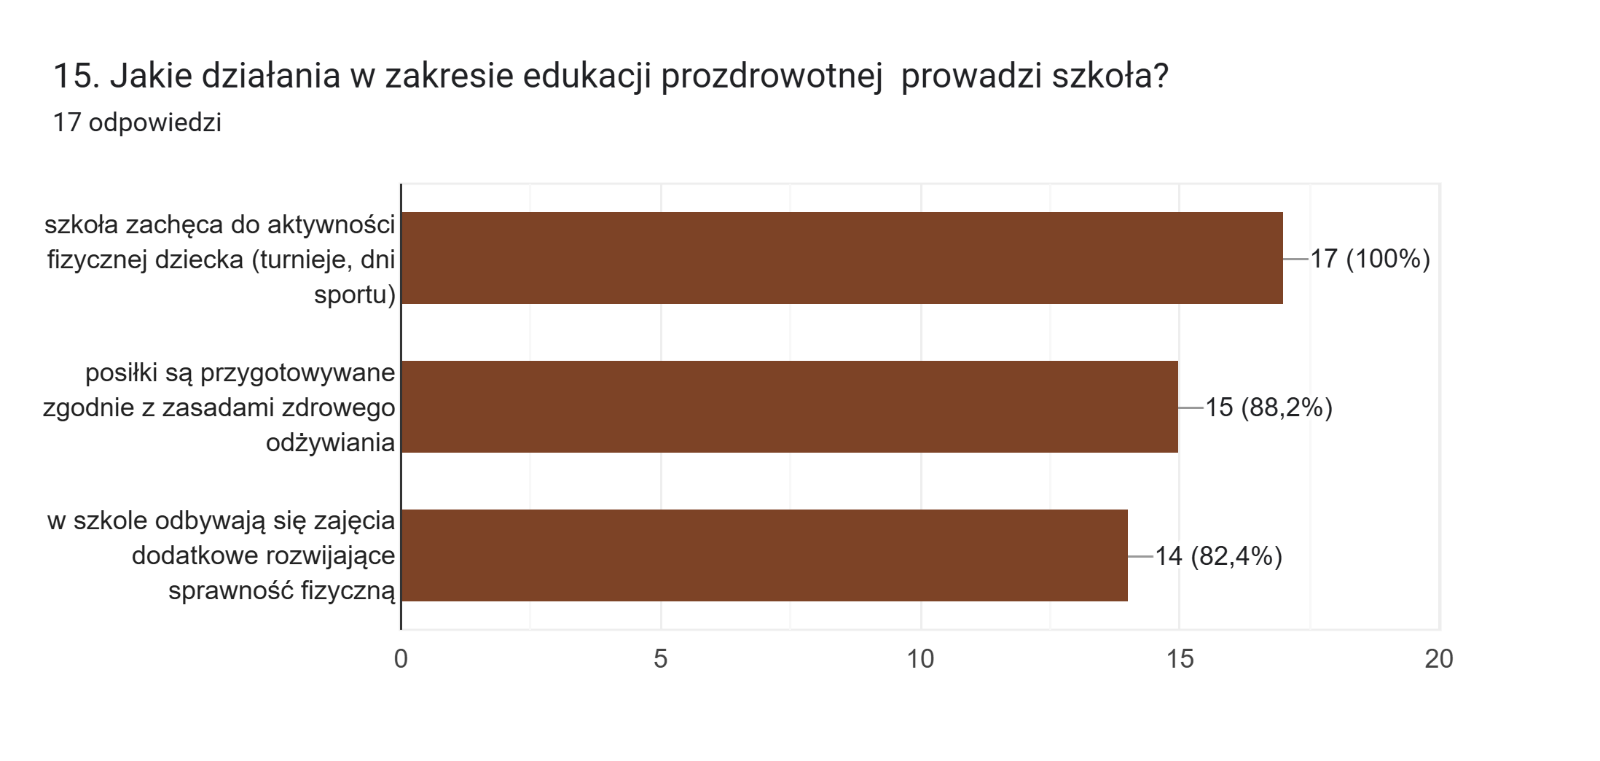 15. Jakie działania w zakresie edukacji prozdrowotnej  prowadzi szkoła?
17 odpowiedzi
szkoła zachęca do aktywności
fizycznej dziecka (turnieje, dni
sportu)
17 (100%)
posiłki są przygotowywane
zgodnie z zasadami zdrowego
odżywiania
15 (88,2%)
w szkole odbywają się zajęcia
dodatkowe rozwijające
sprawność fizyczną
14 (82,4%)
0 5 10 15 20